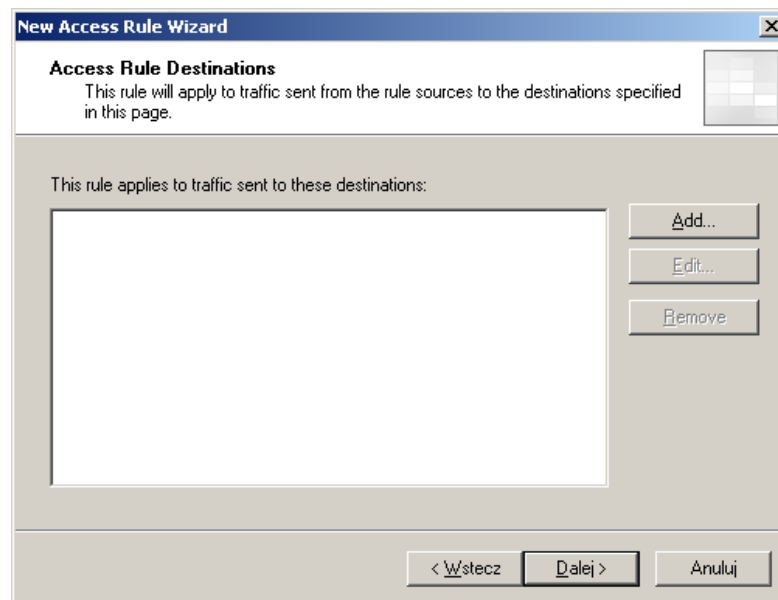 New Access Rule Wizard
Access Rule Destinations
This rule will apply to traffic sent from the rule sources to the destinations specified
in this page.
This rule applies to traffic sent to these destinations:
Add...
Edit...
Remove
< Wstecz
Dalej >
Anuluj